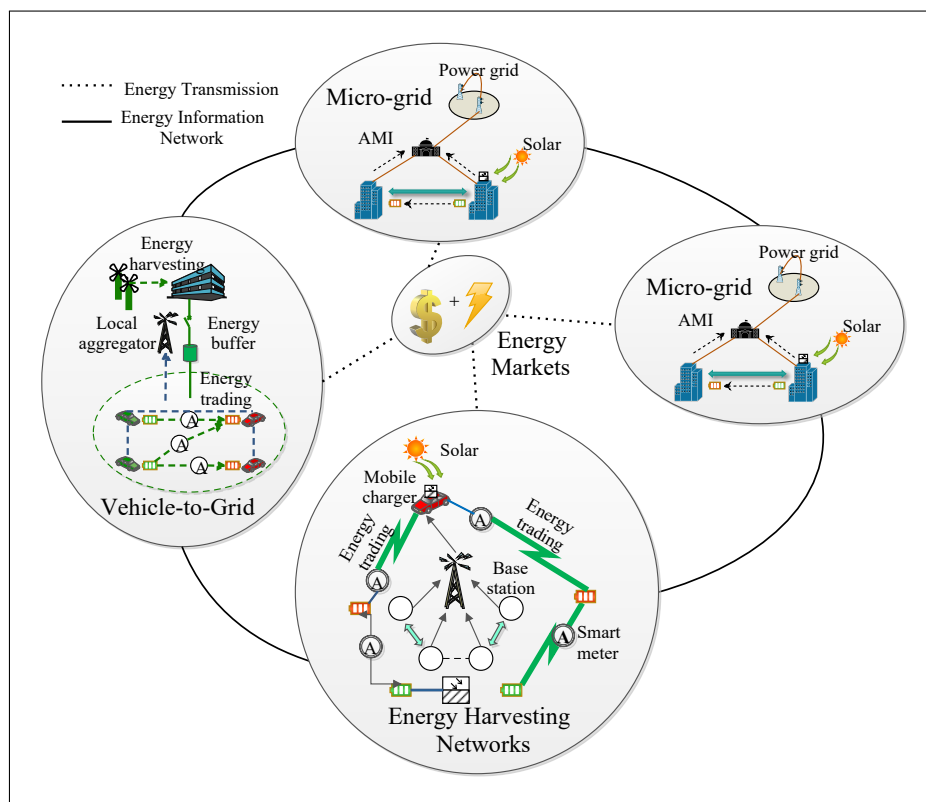 Energy Transmission
Energy Information
Network
Micro-grid
Power grid
AMI
Solar
Micro-grid
Power grid
AMI
Solar
$ +
Energy
Markets
Energy
harvesting
Local
aggregator
Energy
buffer
Energy
trading
A
A
A
Vehicle-to-Grid
Solar
Mobile
charger
Energy
trading
A
Energy
trading
A
Base
station
A
A
Smart
meter
Energy Harvesting
Networks